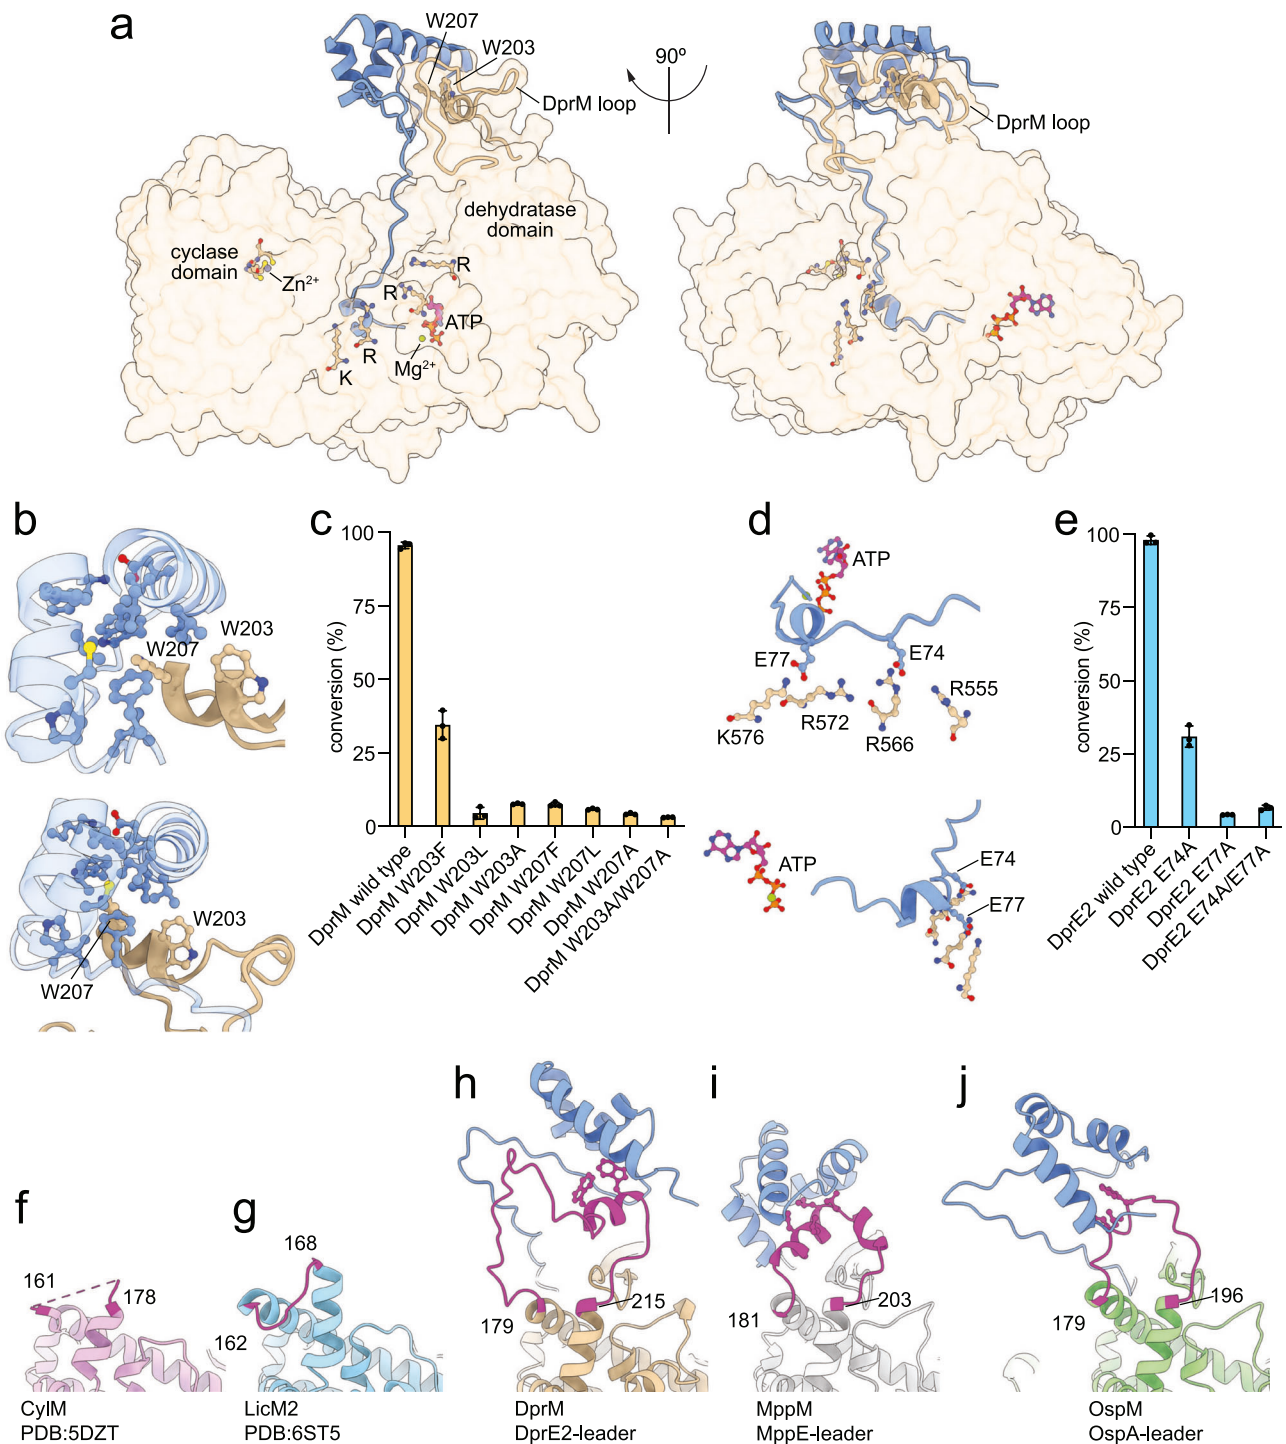 a
W207
W203
90º
DprM loop
DprM loop
dehydratase
domain
cyclase
domain
Zn²⁺
R
R
ATP
R
K
Mg²⁺
b
W203
W207
W203
W207
c
conversion (%)
100
75
50
25
0
DprM wild type
DprM W203F
DprM W203L
DprM W203A
DprM W207F
DprM W207L
DprM W207A
DprM W203A/W207A
d
ATP
E77
E74
R555
R572
K576
R566
ATP
E74
E77
e
conversion (%)
100
75
50
25
0
DprE2 wild type
DprE2 E74A
DprE2 E77A
DprE2 E74A/E77A
f
161
178
CylM
PDB:5DZT
g
168
162
LicM2
PDB:6ST5
h
179
215
DprM
DprE2-leader
i
181
203
MppM
MppE-leader
j
179
196
OspM
OspA-leader